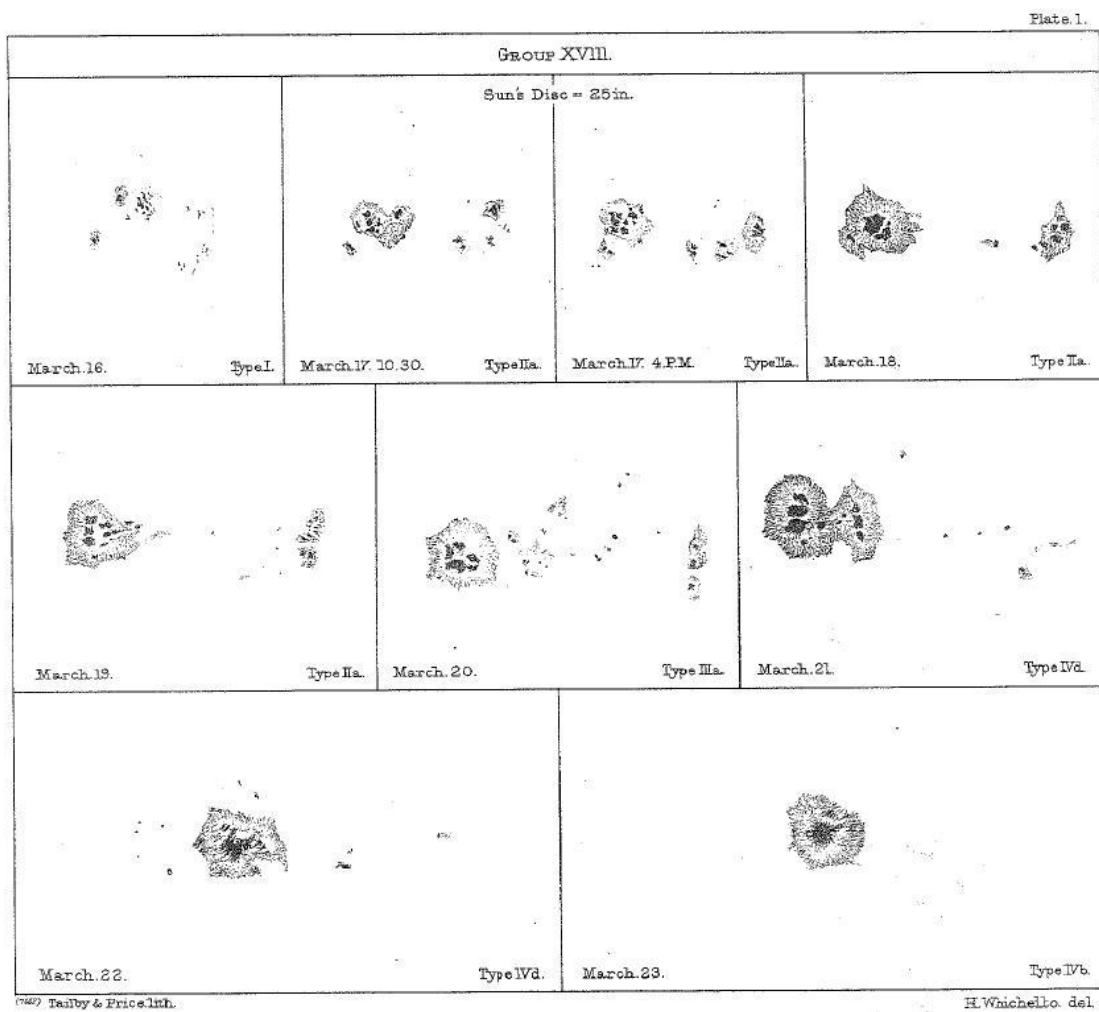 Plate.1.
GROUP XVIII.
Sun's Disc = 25in.
March.16. Type I.
March.17. 10.30. Type IIa.
March.17. 4.P.M. Type IIa.
March.18. Type IIa.
March.19. Type IIa.
March.20. Type IIIa.
March.21. Type IVd.
March.22. Type IVd.
March.23. Type IVb.
Tailby & Price.lith.
H.Whichello. del.